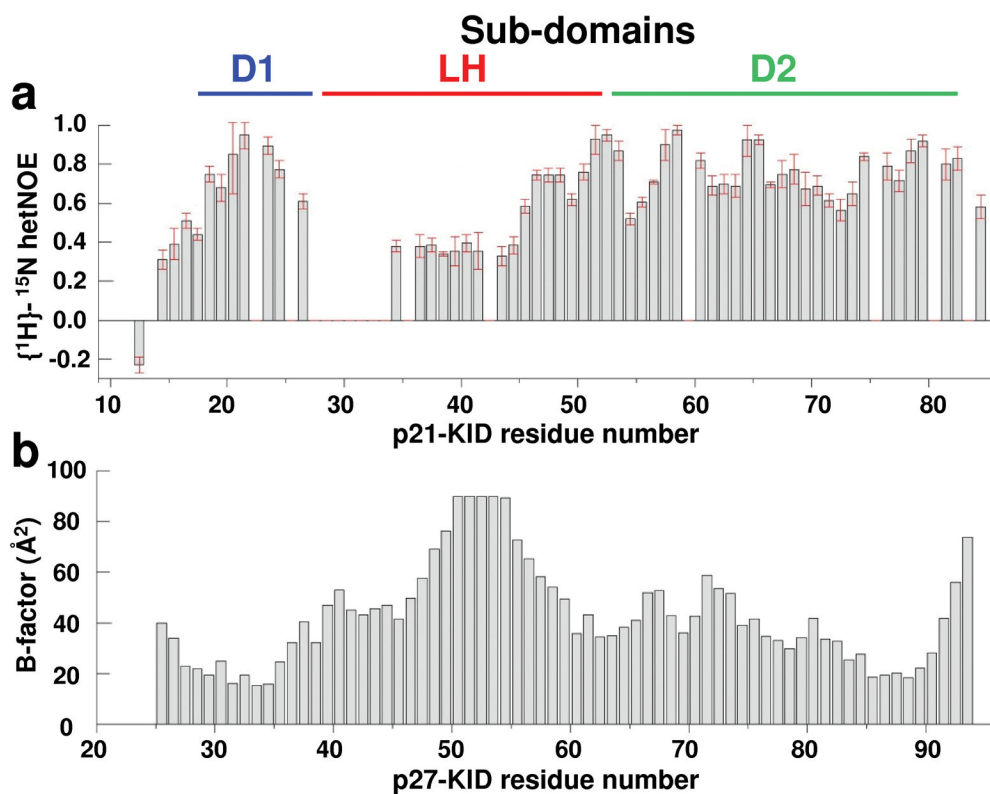 Sub-domains
D1 LH D2
a
1.0
0.8
0.6
0.4
0.2
0.0
-0.2
{¹H}- ¹⁵N hetNOE
10 20 30 40 50 60 70 80
p21-KID residue number
b
100
80
60
40
20
0
B-factor (Å²)
20 30 40 50 60 70 80 90
p27-KID residue number